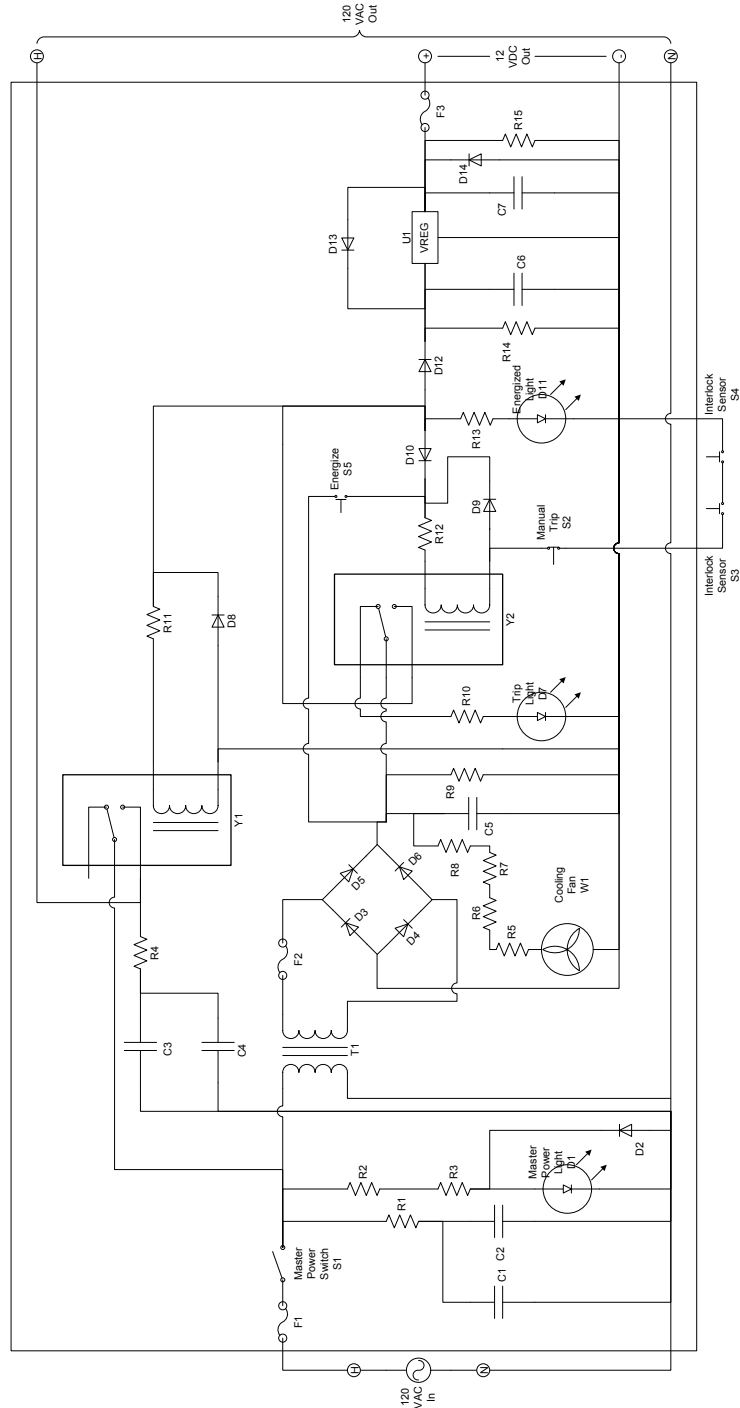 120
VAC
In
H
N
F1
Master
Power
Switch
S1
C1
C2
R1
R2
R3
Master
Power
Light
D1
D2
C3
C4
R4
T1
F2
D3
D4
D5
D6
R5
R6
R7
R8
Cooling
Fan
W1
C5
R9
Y1
R11
D8
R10
Trip
Light
D7
Y2
R12
D9
Energize
S5
D10
Manual
Trip
S2
Interlock
Sensor
S3
Interlock
Sensor
S4
R13
Energized
Light
D11
D12
R14
C6
D13
U1
VREG
C7
D14
R15
F3
120
VAC
Out
H
+
12
VDC
Out
-
N